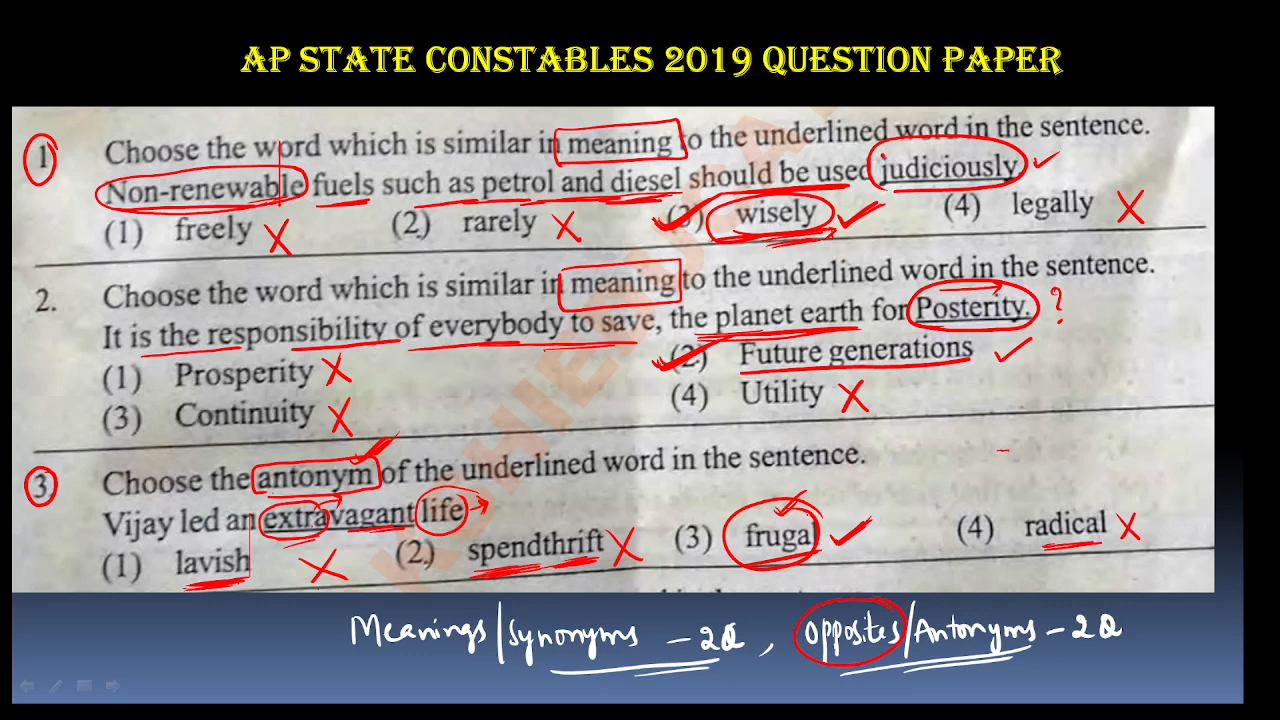 AP STATE CONSTABLES 2019 QUESTION PAPER
1 Choose the word which is similar in meaning to the underlined word in the sentence.
Non-renewable fuels such as petrol and diesel should be used judiciously.
(1) freely (2) rarely (3) wisely (4) legally
2. Choose the word which is similar in meaning to the underlined word in the sentence.
It is the responsibility of everybody to save, the planet earth for Posterity. ?
(1) Prosperity (2) Future generations
(3) Continuity (4) Utility
3. Choose the antonym of the underlined word in the sentence.
Vijay led an extravagant life
(1) lavish (2) spendthrift (3) frugal (4) radical
Meanings/Synonyms - 2Q, Opposites/Antonyms - 2Q